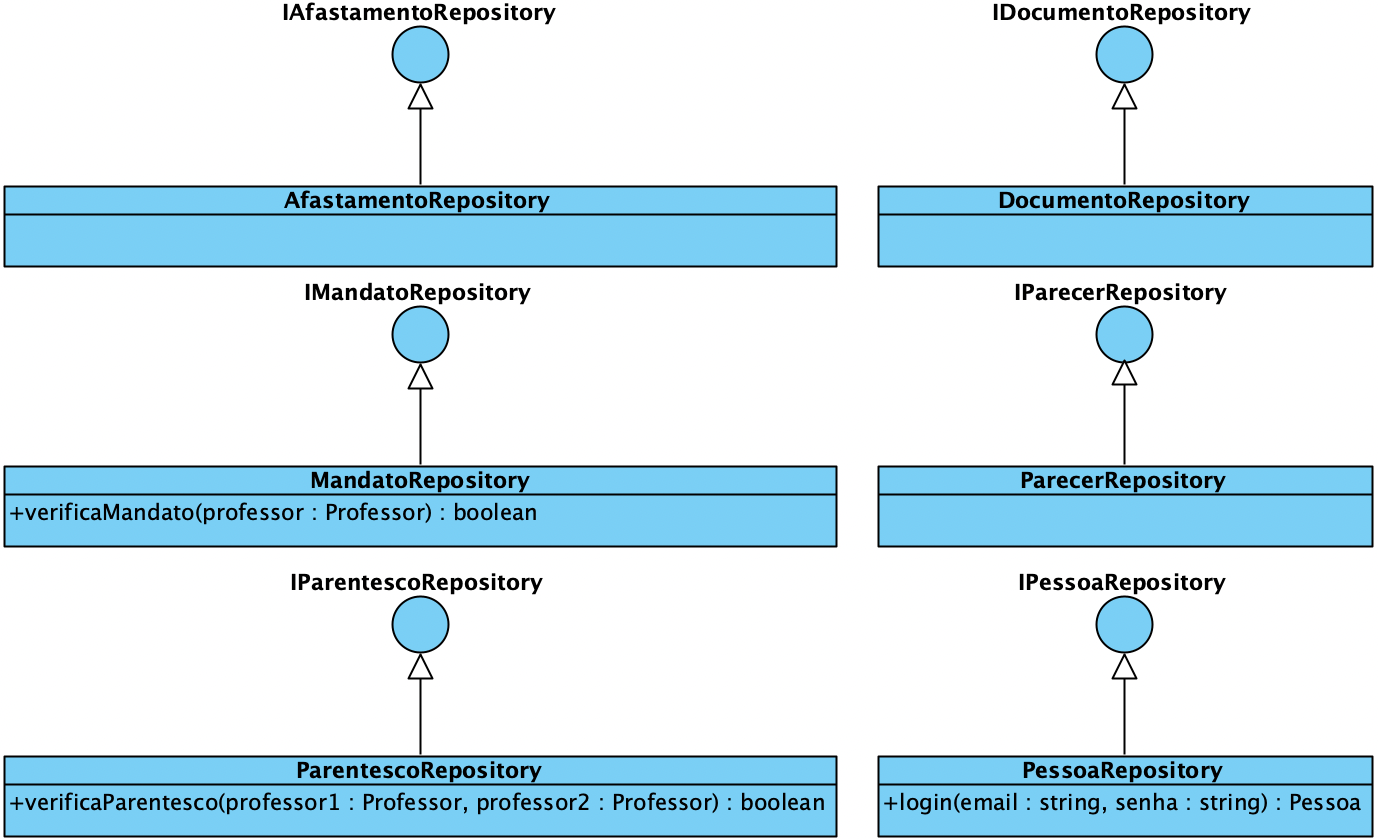 IAfastamentoRepository
IDocumentoRepository
AfastamentoRepository
DocumentoRepository
IMandatoRepository
IParecerRepository
MandatoRepository
+verificaMandato(professor : Professor) : boolean
ParecerRepository
IParentescoRepository
IPessoaRepository
ParentescoRepository
+verificaParentesco(professor1 : Professor, professor2 : Professor) : boolean
PessoaRepository
+login(email : string, senha : string) : Pessoa